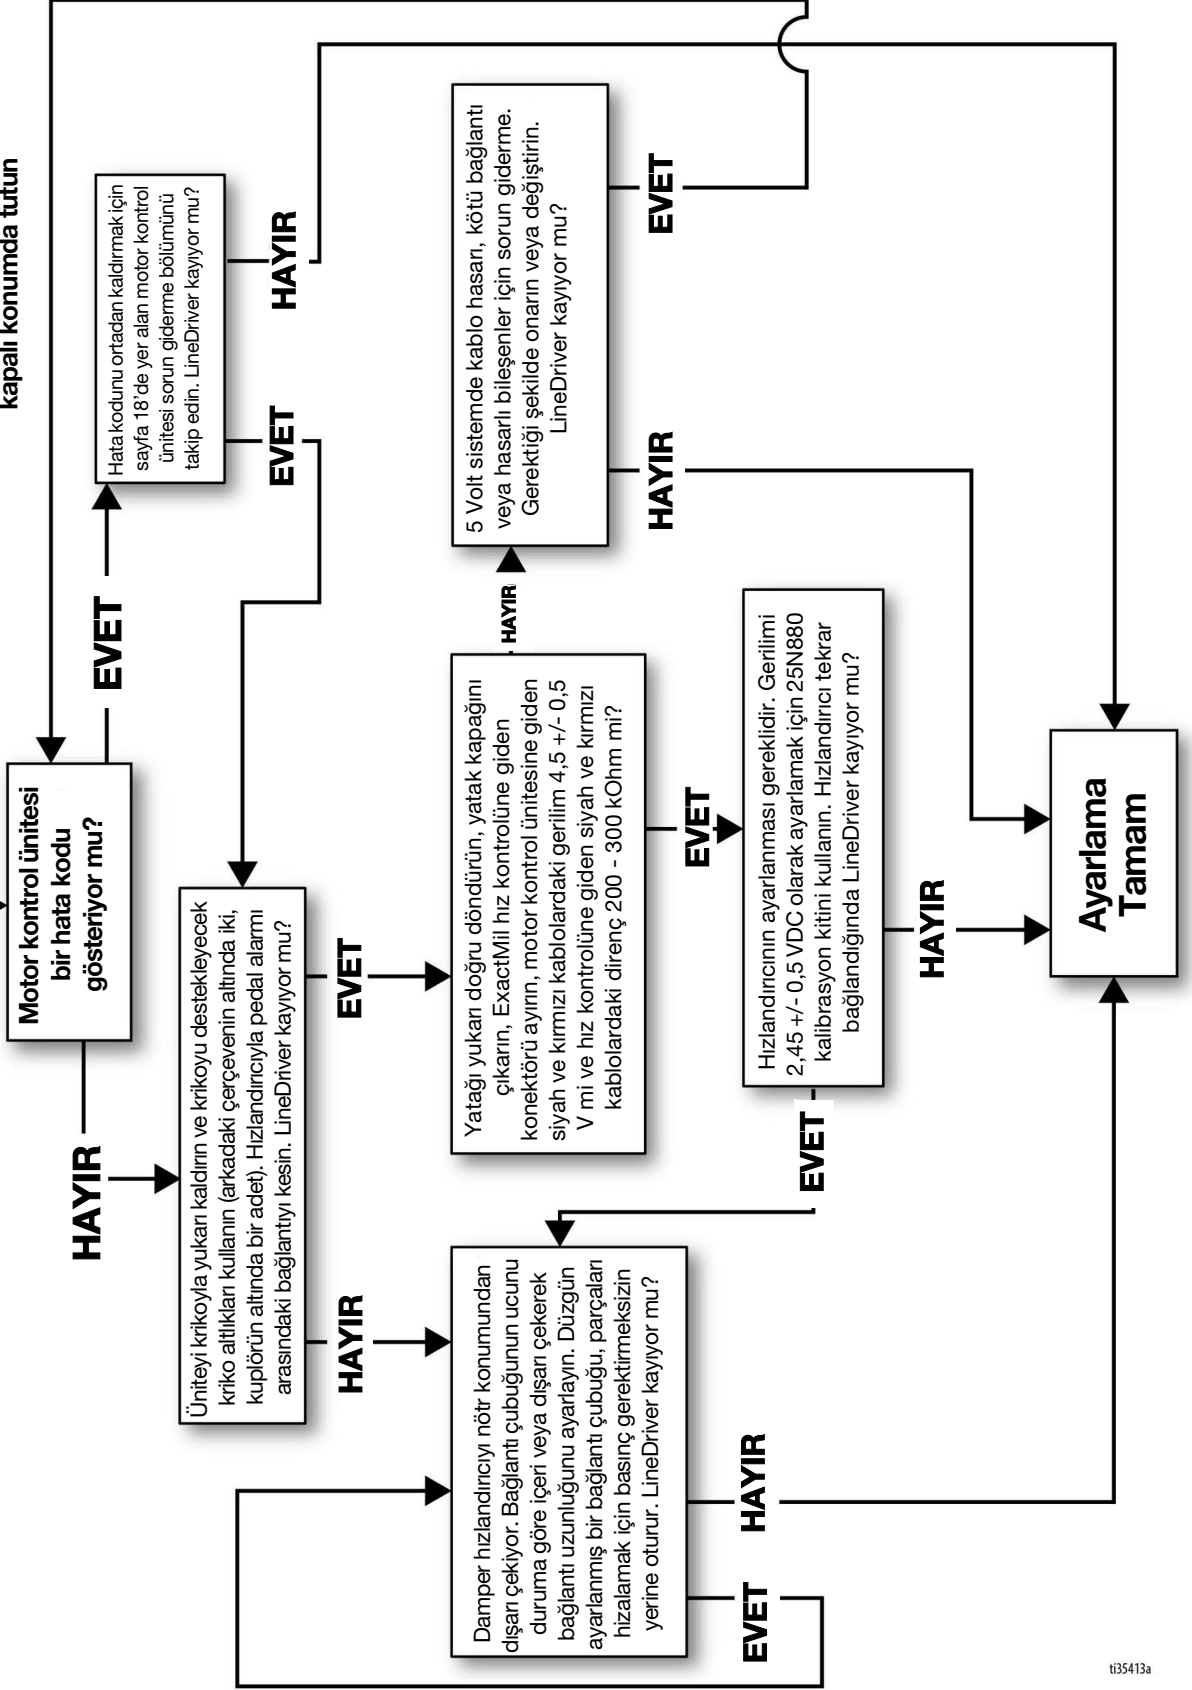 kapalı konumda tutun
Motor kontrol ünitesi
bir hata kodu
gösteriyor mu?
EVET
Hata kodunu ortadan kaldırmak için
sayfa 18'de yer alan motor kontrol
ünitesi sorun giderme bölümünü
takip edin. LineDriver kayıyor mu?
EVET
HAYIR
HAYIR
Üniteyi krikoyla yukarı kaldırın ve krikoyu destekleyecek
kriko altlıkları kullanın (arkadaki çerçevenin altında iki,
kuplörün altında bir adet). Hızlandırıcıyla pedal alarmı
arasındaki bağlantıyı kesin. LineDriver kayıyor mu?
HAYIR
EVET
Yatağı yukarı doğru döndürün, yatak kapağını
çıkarın, ExactMil hız kontrolüne giden
konektörü ayırın, motor kontrol ünitesine giden
siyah ve kırmızı kablolardaki gerilim 4,5 +/- 0,5
V mi ve hız kontrolüne giden siyah ve kırmızı
kablolardaki direnç 200 - 300 kOhm mi?
HAYIR
5 Volt sistemde kablo hasarı, kötü bağlantı
veya hasarlı bileşenler için sorun giderme.
Gerektiği şekilde onarın veya değiştirin.
LineDriver kayıyor mu?
HAYIR
EVET
EVET
Hızlandırıcının ayarlanması gereklidir. Gerilimi
2,45 +/- 0,5 VDC olarak ayarlamak için 25N880
kalibrasyon kitini kullanın. Hızlandırıcı tekrar
bağlandığında LineDriver kayıyor mu?
EVET
HAYIR
Damper hızlandırıcıyı nötr konumundan
dışarı çekiyor. Bağlantı çubuğunun ucunu
duruma göre içeri veya dışarı çekerek
bağlantı uzunluğunu ayarlayın. Düzgün
ayarlanmış bir bağlantı çubuğu, parçaları
hizalamak için basınç gerektirmeksizin
yerine oturur. LineDriver kayıyor mu?
EVET
HAYIR
Ayarlama
Tamam
ti35413a